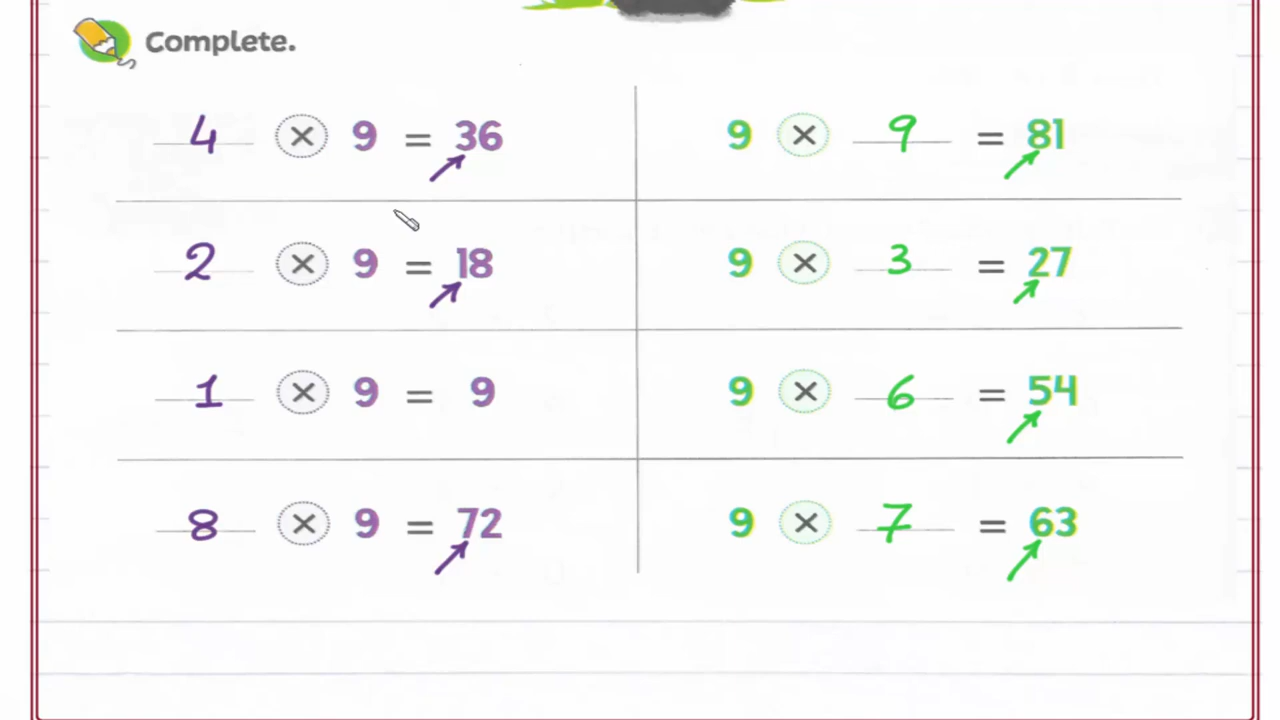 Complete.
4 × 9 = 36
2 × 9 = 18
1 × 9 = 9
8 × 9 = 72
9 × 9 = 81
9 × 3 = 27
9 × 6 = 54
9 × 7 = 63